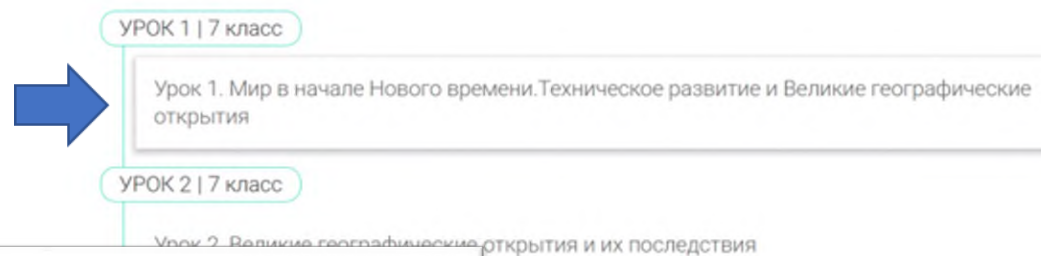 УРОК 1 | 7 класс
Урок 1. Мир в начале Нового времени.Техническое развитие и Великие географические
открытия
УРОК 2 | 7 класс
Урок 2. Великие географические открытия и их последствия